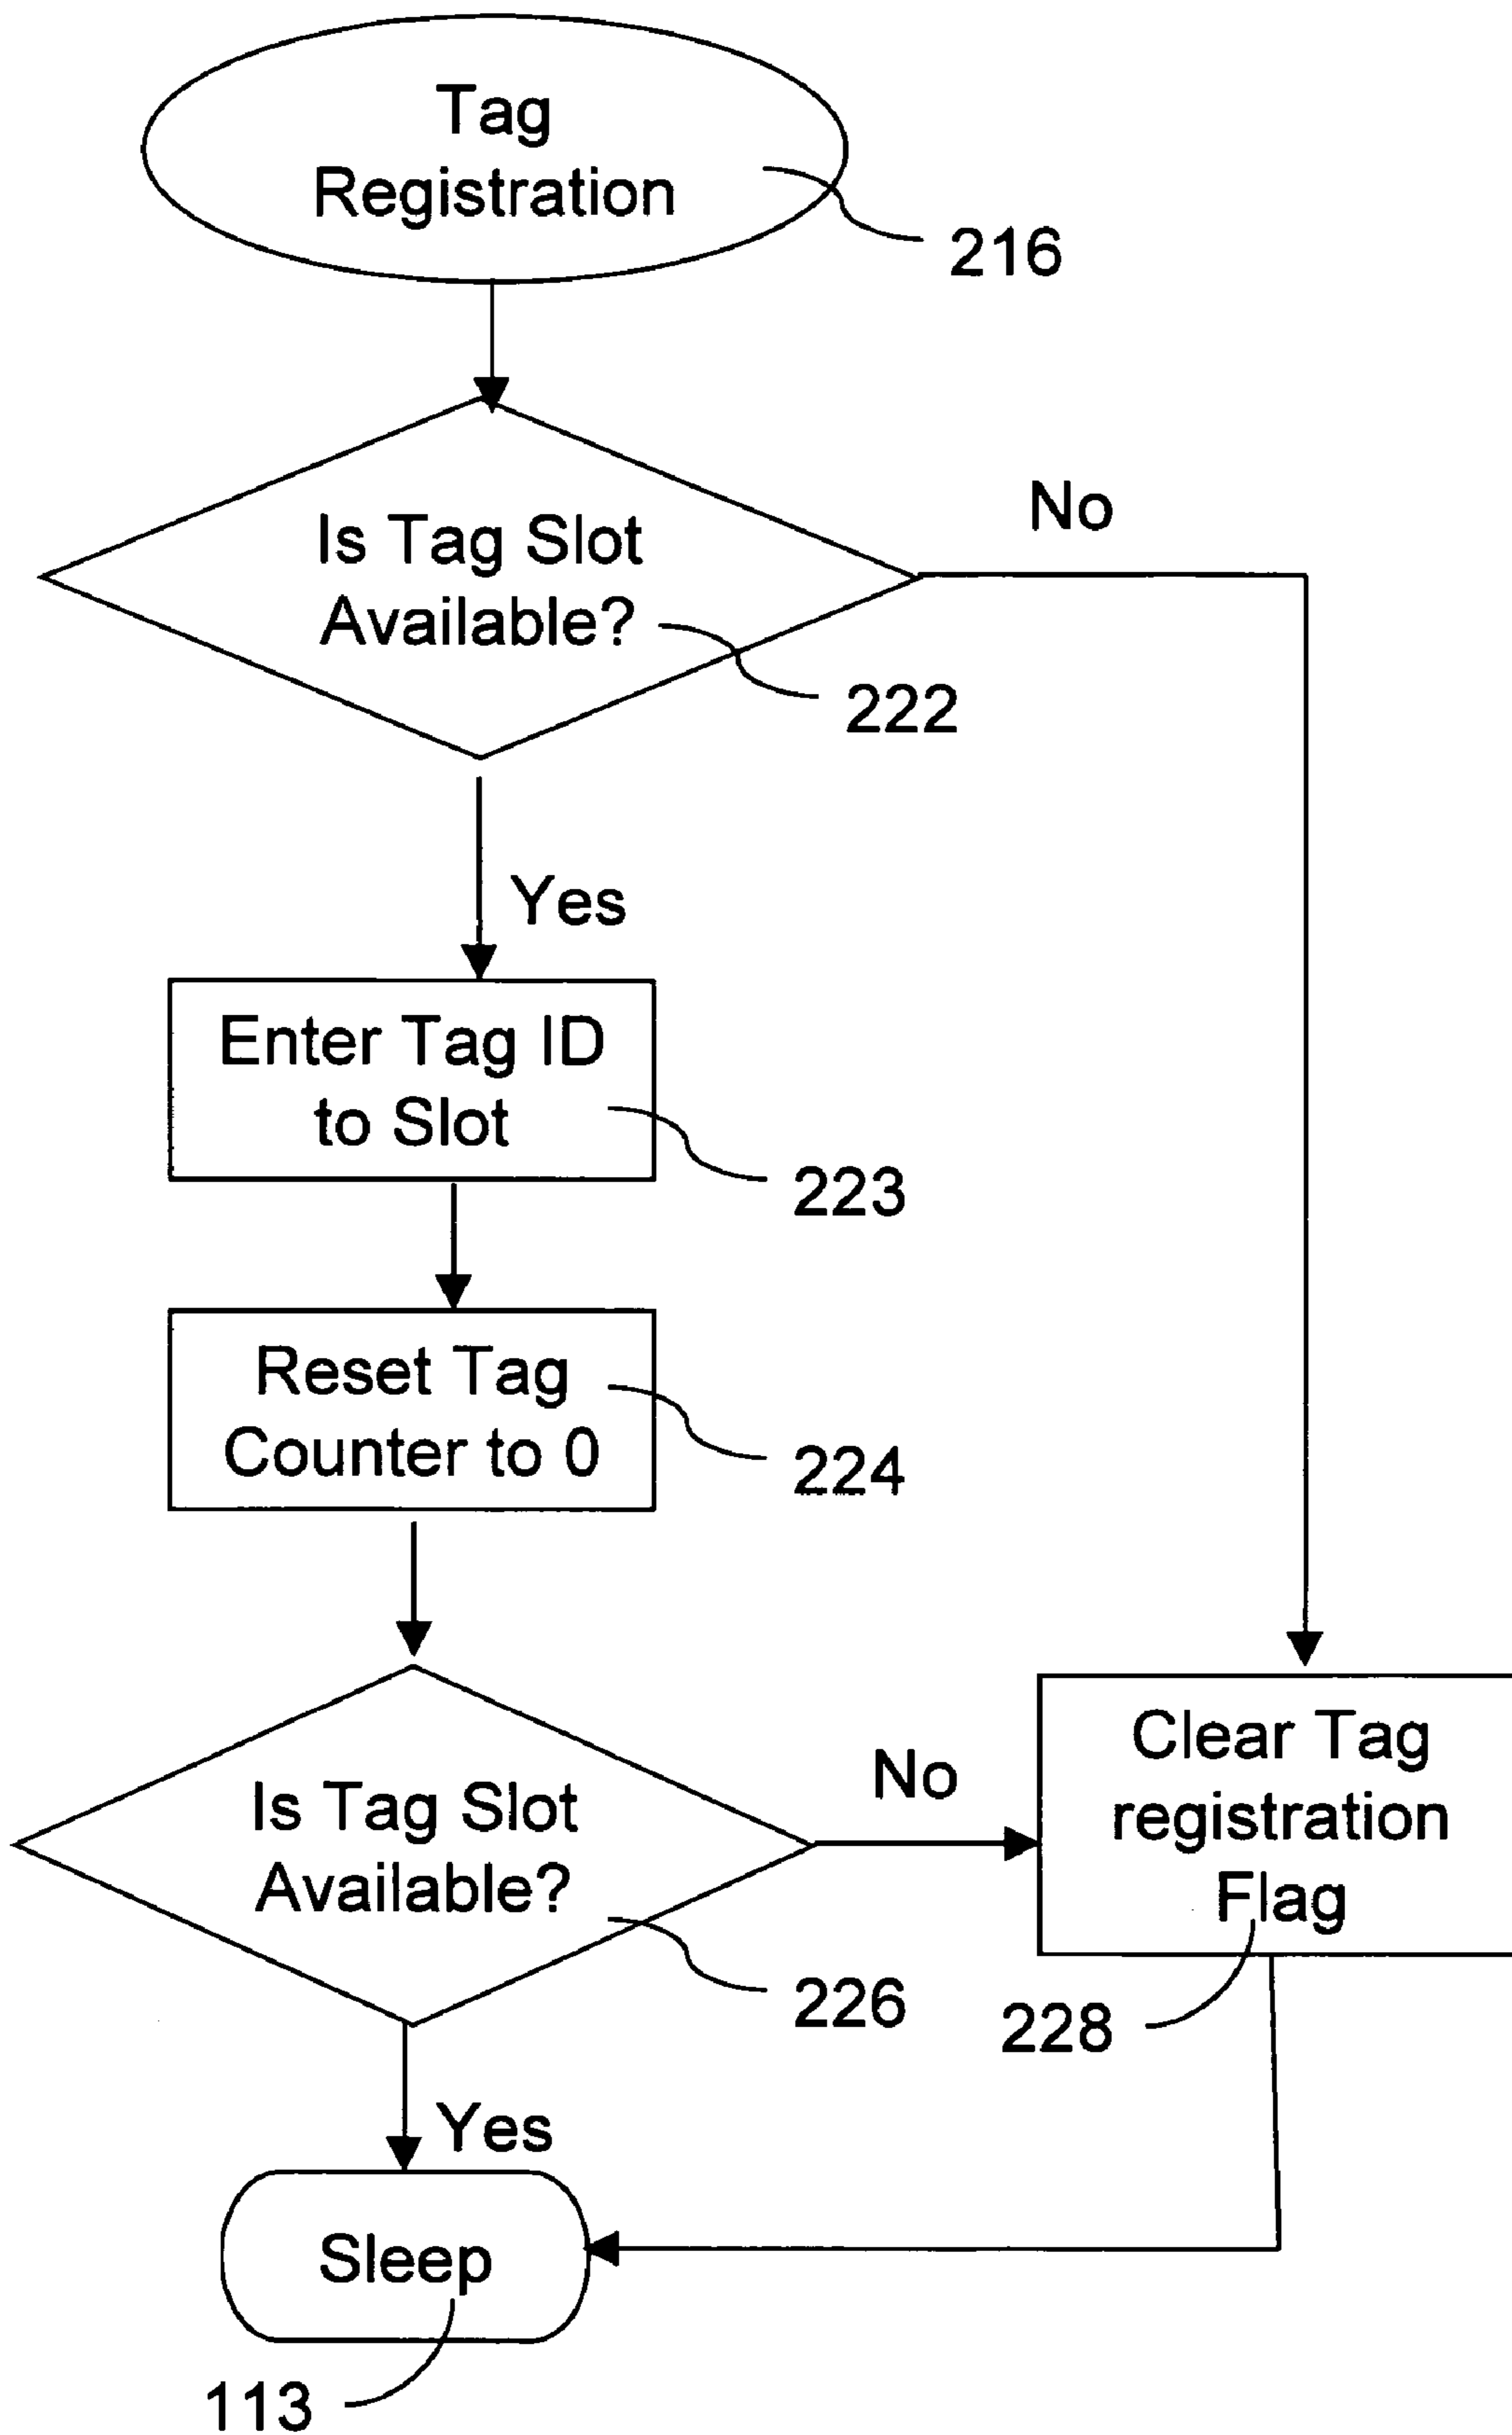 Tag
Registration
216
Is Tag Slot
Available?
No
222
Yes
Enter Tag ID
to Slot
223
Reset Tag
Counter to 0
224
Is Tag Slot
Available?
No
226
Clear Tag
registration
Flag
228
Yes
Sleep
113